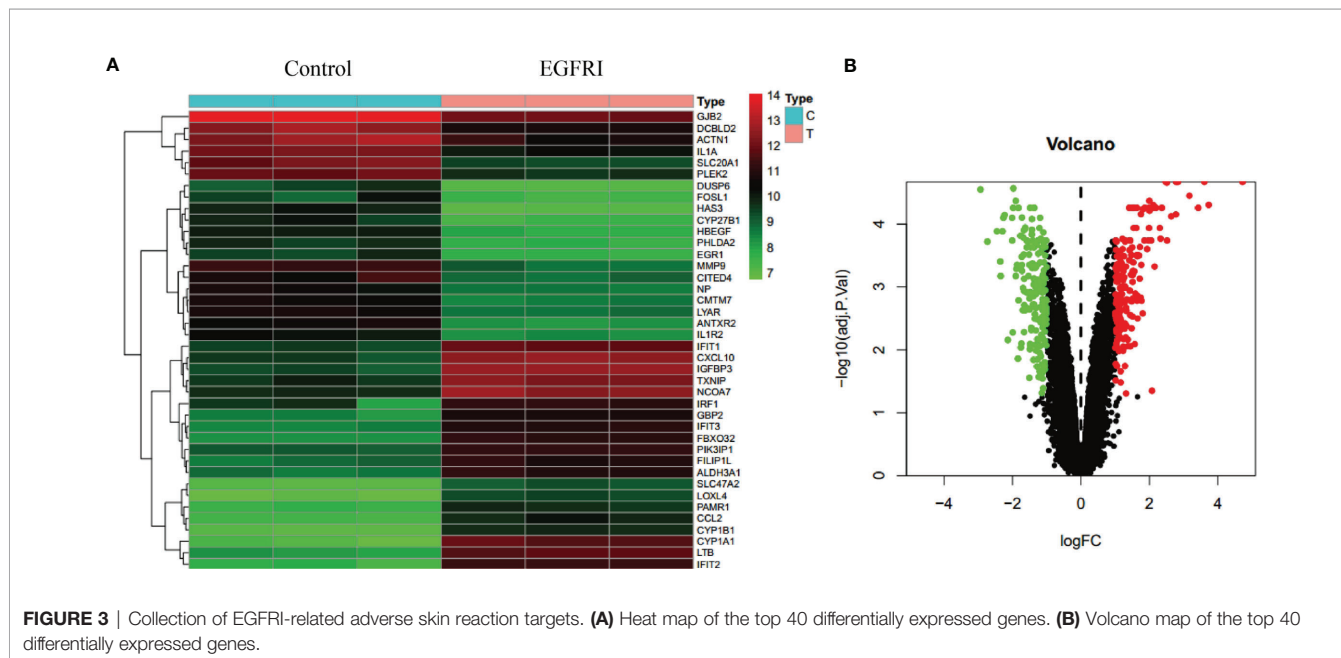 A
Control
EGFRI
Type
GJB2
DCBLD2
ACTN1
IL1A
SLC20A1
PLEK2
DUSP6
FOSL1
HAS3
CYP27B1
HBEGF
PHLDA2
EGR1
MMP9
CITED4
NP
CMTM7
LYAR
ANTXR2
IL1R2
IFIT1
CXCL10
IGFBP3
TXNIP
NCOA7
IRF1
GBP2
IFIT3
FBXO32
PIK3IP1
FILIP1L
ALDH3A1
SLC47A2
LOXL4
PAMR1
CCL2
CYP1B1
CYP1A1
LTB
IFIT2
14
13
12
11
10
9
8
7
Type
C
T
B
Volcano
−log10(adj.P.Val)
4
3
2
1
0
−4
−2
0
2
4
logFC
FIGURE 3 | Collection of EGFRI-related adverse skin reaction targets. (A) Heat map of the top 40 differentially expressed genes. (B) Volcano map of the top 40
differentially expressed genes.